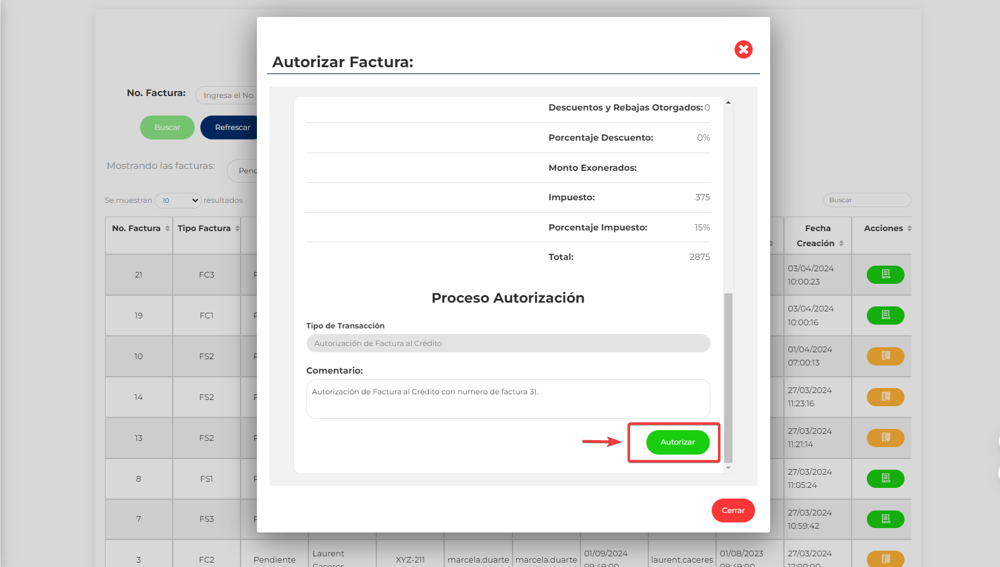 Autorizar Factura:
No. Factura:
Ingresa el No.
Buscar
Refrescar
Mostrando las facturas:
Se muestran 10 resultados
Buscar
Descuentos y Rebajas Otorgados: 0
Porcentaje Descuento: 0%
Monto Exonerados:
Impuesto: 375
Porcentaje Impuesto: 15%
Total: 2875
Proceso Autorización
Tipo de Transacción
Autorización de Factura al Crédito
Comentario:
Autorización de Factura al Crédito con numero de factura 31.
Autorizar
Cerrar
No. Factura Tipo Factura Fecha Acciones
Creación
21 FC3 03/04/2024
10:00:23
19 FC1 03/04/2024
10:00:16
10 FS2 01/04/2024
07:00:13
14 FS2 27/03/2024
11:23:16
13 FS2 27/03/2024
11:21:14
8 FS1 27/03/2024
11:05:24
7 FS3 27/03/2024
10:59:42
3 FC2 Pendiente Laurent XYZ-211 marcela.duarte marcela.duarte 01/09/2024 laurent.caceres 01/08/2023 27/03/2024
Caceres 09:49:00 09:49:00 12:00:00